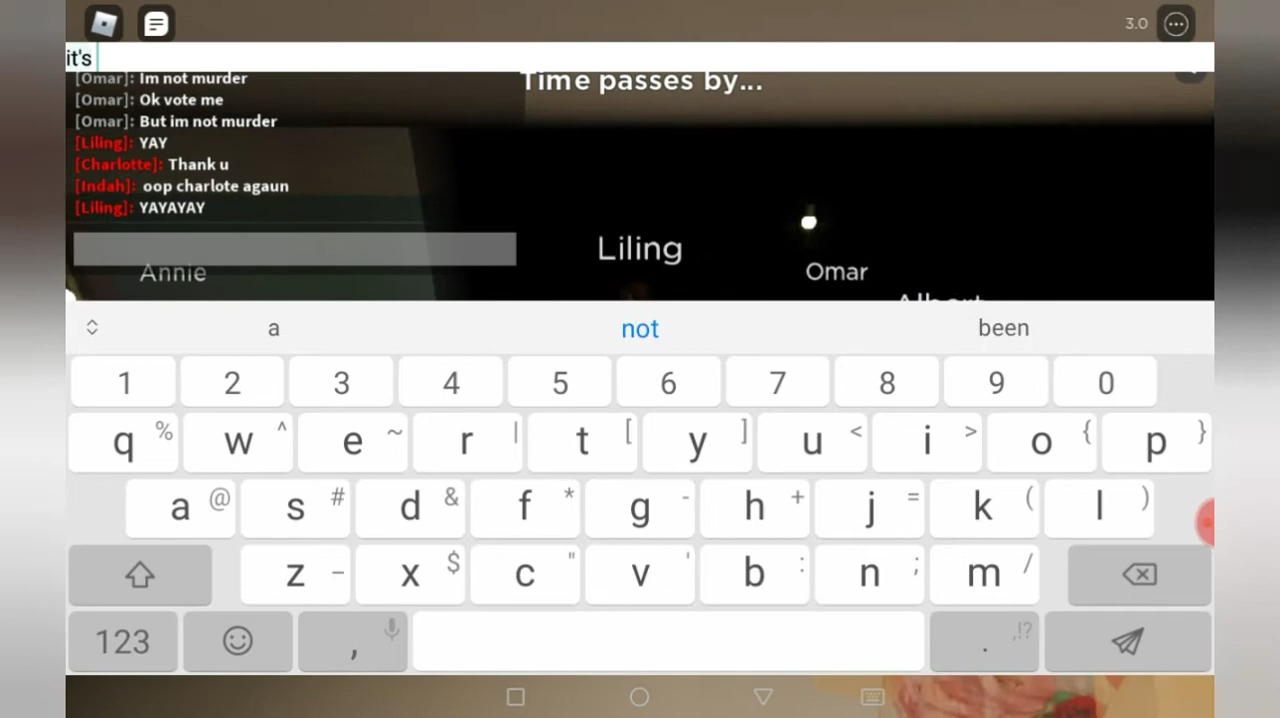 3.0
it's
[Omar]: Im not murder
Time passes by...
[Omar]: Ok vote me
[Omar]: But im not murder
[Liling]: YAY
[Charlotte]: Thank u
[Indah]: oop charlote agaun
[Liling]: YAYAYAY
Liling
Annie
Omar
Albert
a not been
1 2 3 4 5 6 7 8 9 0
q % w ^ e ~ r | t [ y ] u < i > o { p }
a @ s # d & f * g - h + j = k ( l )
z _ x $ c " v ' b : n ; m /
123 , . ,!?